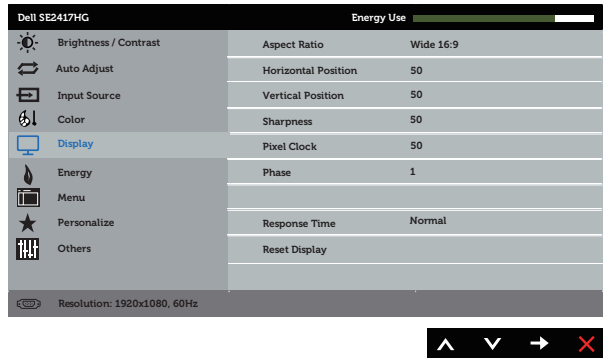 Dell SE2417HG Energy Use
Brightness / Contrast Aspect Ratio Wide 16:9
Auto Adjust Horizontal Position 50
Input Source Vertical Position 50
Color Sharpness 50
Display Pixel Clock 50
Energy Phase 1
Menu
Personalize Response Time Normal
Others Reset Display
Resolution: 1920x1080, 60Hz